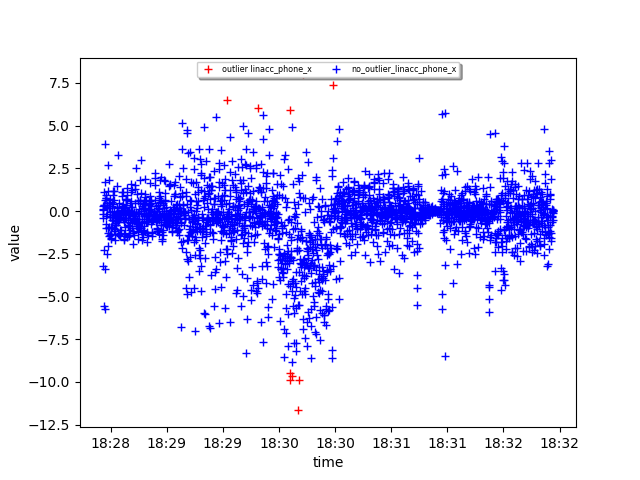 outlier linacc_phone_x no_outlier_linacc_phone_x
7.5
5.0
2.5
0.0
−2.5
−5.0
−7.5
−10.0
−12.5
value
18:28 18:29 18:29 18:30 18:30 18:31 18:31 18:32 18:32
time